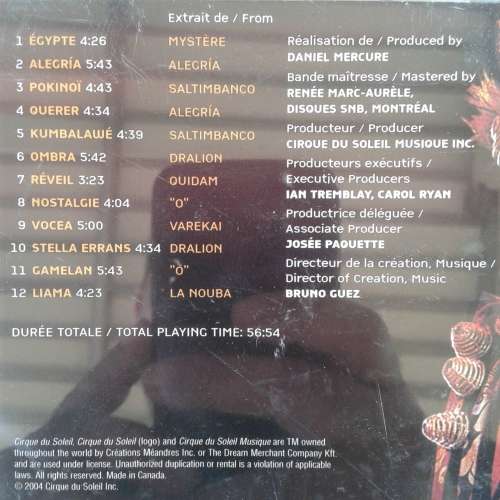 Extrait de / From
1 ÉGYPTE 4:26 MYSTÈRE
2 ALEGRÍA 5:43 ALEGRÍA
3 POKINOÏ 4:43 SALTIMBANCO
4 QUERER 4:34 ALEGRÍA
5 KUMBALAWÉ 4:39 SALTIMBANCO
6 OMBRA 5:42 DRALION
7 RÉVEIL 3:23 QUIDAM
8 NOSTALGIE 4:04 "O"
9 VOCEA 5:00 VAREKAI
10 STELLA ERRANS 4:34 DRALION
11 GAMELAN 5:43 "O"
12 LIAMA 4:23 LA NOUBA
DURÉE TOTALE / TOTAL PLAYING TIME: 56:54
Réalisation de / Produced by
DANIEL MERCURE
Bande maîtresse / Mastered by
RENÉE MARC-AURÈLE,
DISQUES SNB, MONTRÉAL
Producteur / Producer
CIRQUE DU SOLEIL MUSIQUE INC.
Producteurs exécutifs /
Executive Producers
IAN TREMBLAY, CAROL RYAN
Productrice déléguée /
Associate Producer
JOSÉE PAQUETTE
Directeur de la création, Musique /
Director of Creation, Music
BRUNO GUEZ
Cirque du Soleil, Cirque du Soleil (logo) and Cirque du Soleil Musique are TM owned
throughout the world by Créations Méandres Inc. or The Dream Merchant Company Kft.
and are used under license. Unauthorized duplication or rental is a violation of applicable
laws. All rights reserved. Made in Canada.
© 2004 Cirque du Soleil Inc.